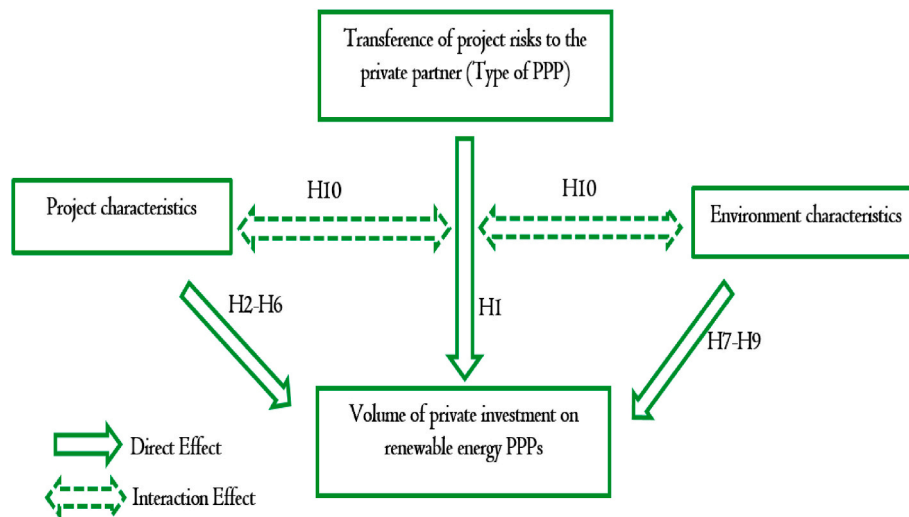 Transference of project risks to the
private partner (Type of PPP)
H10
H10
Project characteristics
Environment characteristics
H2-H6
H1
H7-H9
Volume of private investment on
renewable energy PPPs
Direct Effect
Interaction Effect